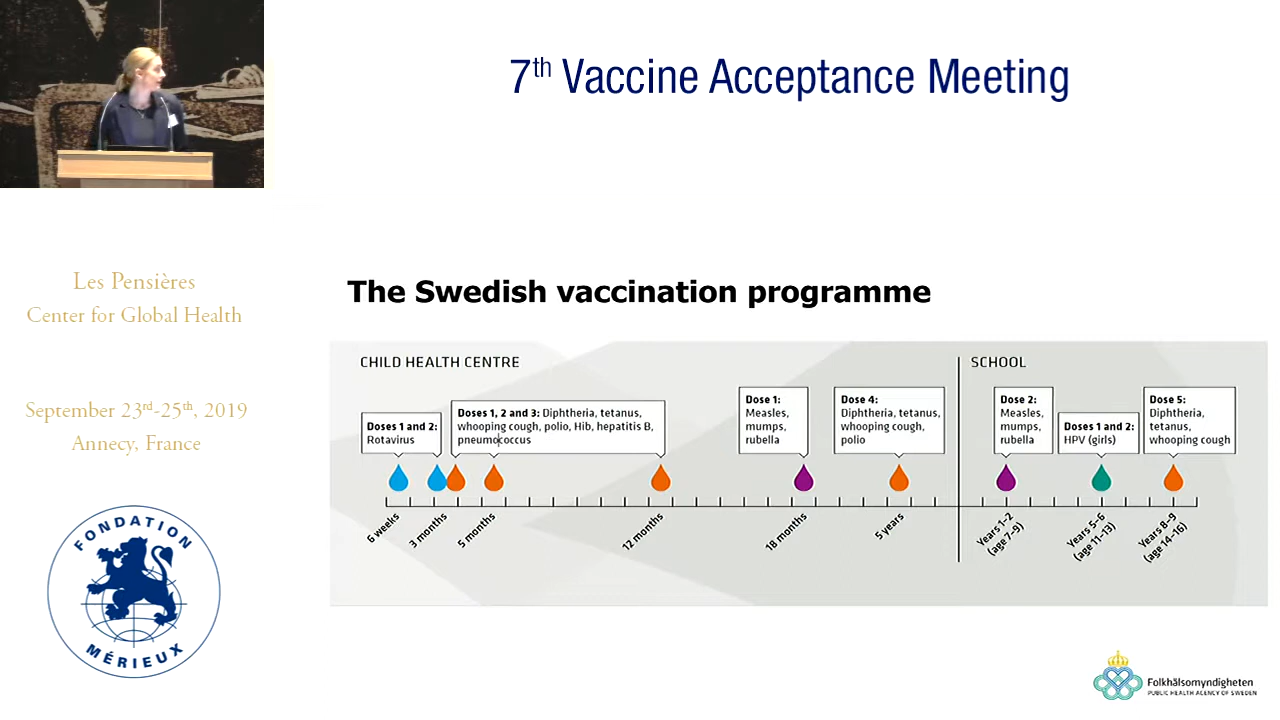 7th Vaccine Acceptance Meeting
Les Pensières
Center for Global Health
September 23rd-25th, 2019
Annecy, France
FONDATION
MÉRIEUX
The Swedish vaccination programme
CHILD HEALTH CENTRE
SCHOOL
Doses 1 and 2:
Rotavirus
Doses 1, 2 and 3: Diphtheria, tetanus,
whooping cough, polio, Hib, hepatitis B,
pneumococcus
Dose 1:
Measles,
mumps,
rubella
Dose 4:
Diphtheria, tetanus,
whooping cough,
polio
Dose 2:
Measles,
mumps,
rubella
Doses 1 and 2:
HPV (girls)
Dose 5:
Diphtheria,
tetanus,
whooping cough
6 weeks
3 months
5 months
12 months
18 months
5 years
Years 1–2
(age 7–9)
Years 5–6
(age 11–13)
Years 8–9
(age 14–16)
Folkhälsomyndigheten
PUBLIC HEALTH AGENCY OF SWEDEN